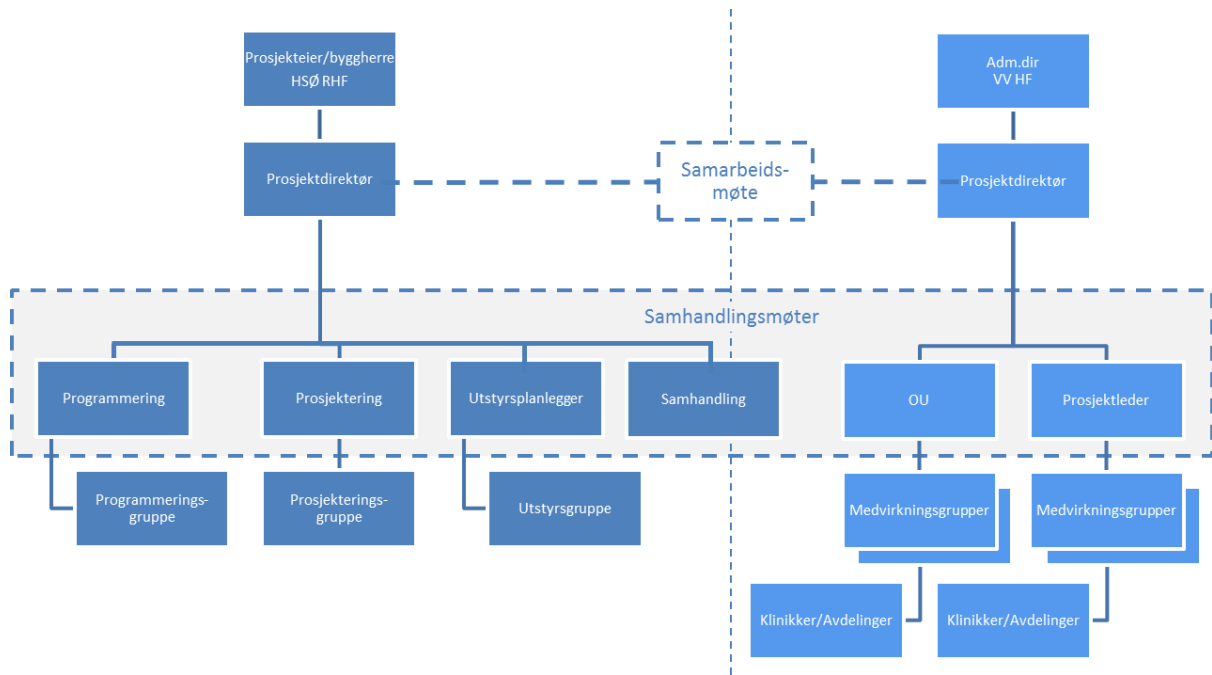 Prosjekteier/byggherre
HSØ RHF
Adm.dir
VV HF
Prosjektdirektør
Samarbeids-
møte
Prosjektdirektør
Samhandlingsmøter
Programmering
Prosjektering
Utstyrsplanlegger
Samhandling
OU
Prosjektleder
Programmerings-
gruppe
Prosjekterings-
gruppe
Utstyrsgruppe
Medvirkningsgrupper
Medvirkningsgrupper
Klinikker/Avdelinger
Klinikker/Avdelinger